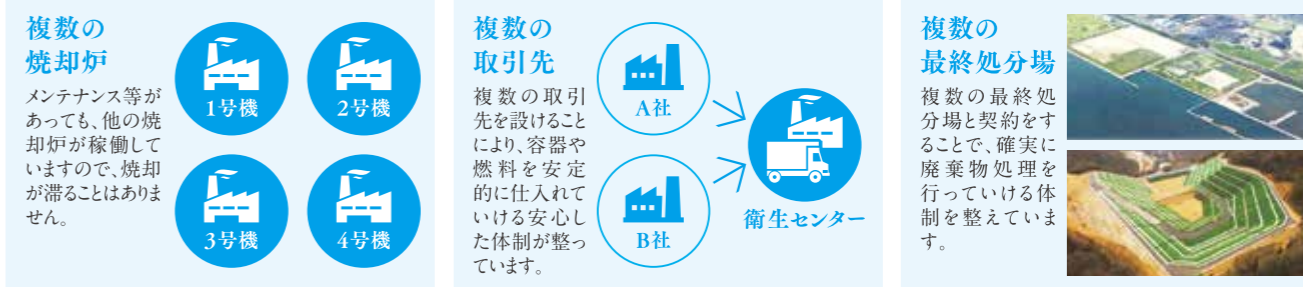 複数の
焼却炉
メンテナンス等が
あっても、他の焼
却炉が稼働して
いますので、焼却
が滞ることはありま
せん。
1号機
2号機
3号機
4号機
複数の
取引先
複数の取引
先を設けること
により、容器や
燃料を安定
的に仕入れて
いける安心し
た体制が整っ
ています。
A社
B社
衛生センター
複数の
最終処分場
複数の最終処
分場と契約をす
ることで、確実に
廃棄物処理を
行っていける体
制を整えていま
す。